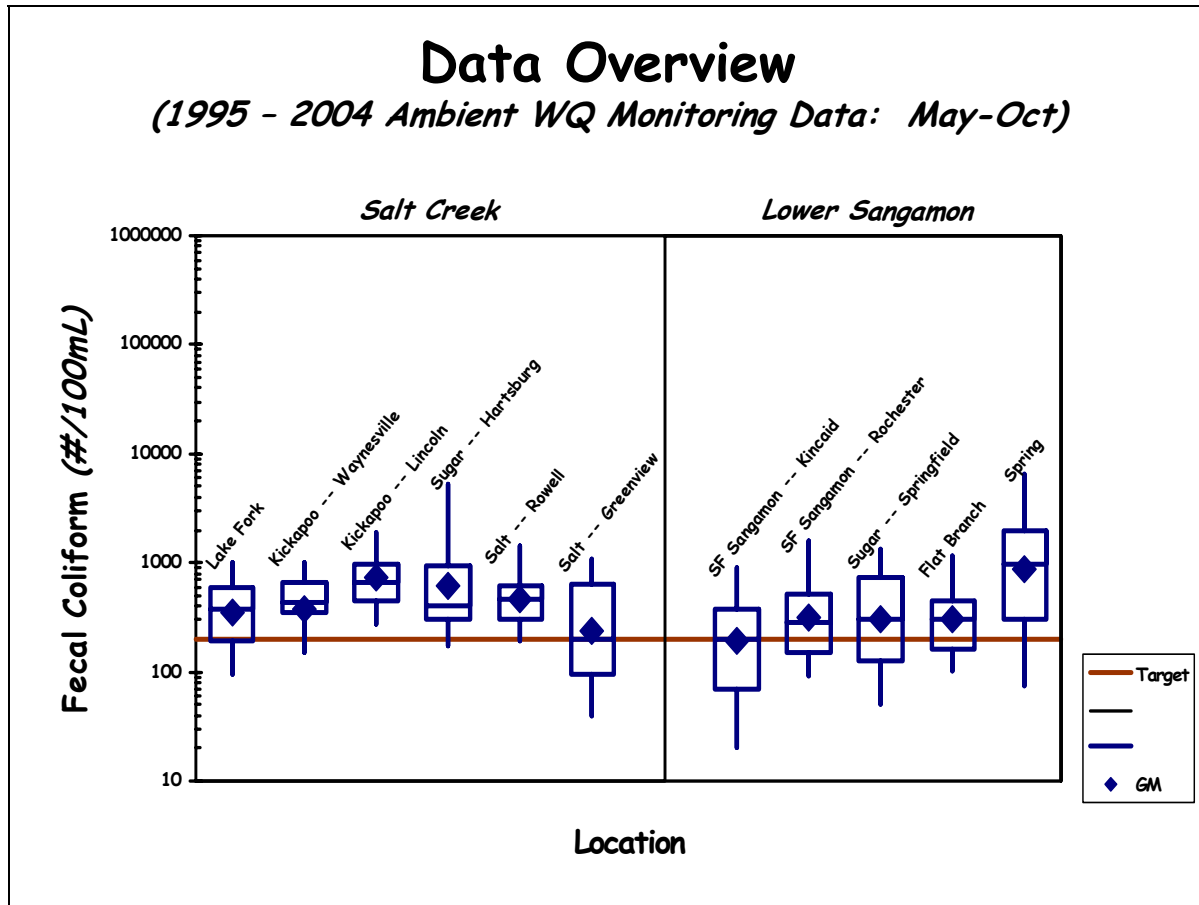 Data Overview
(1995 – 2004 Ambient WQ Monitoring Data: May-Oct)
Salt Creek
Lower Sangamon
Fecal Coliform (#/100mL)
1000000
100000
10000
1000
100
10
Lake Fork
Kickapoo --- Waynesville
Kickapoo --- Lincoln
Sugar --- Hartsburg
Salt -- Rowell
Salt -- Greenview
SF Sangamon -- Kincaid
SF Sangamon -- Rochester
Sugar -- Springfield
Flat Branch
Spring
Target
GM
Location